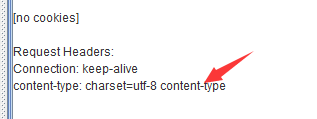 [no cookies]
Request Headers:
Connection: keep-alive
content-type: charset=utf-8 content-type